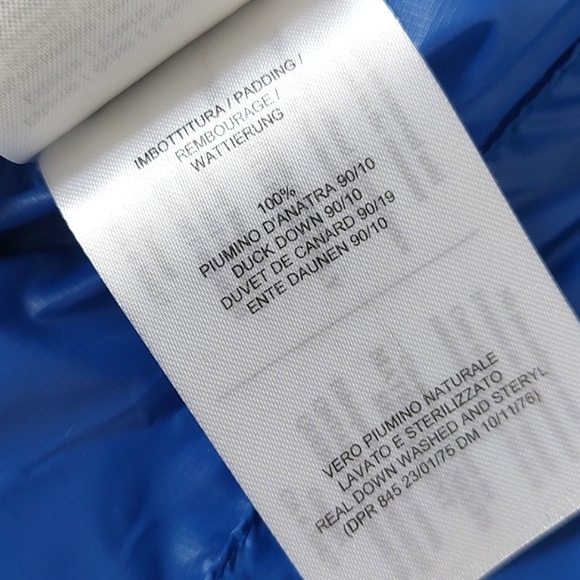 IMBOTTITURA / PADDING /
REMBOURAGE /
WATTIERUNG
100%
PIUMINO D'ANATRA 90/10
DUCK DOWN 90/10
DUVET DE CANARD 90/19
ENTE DAUNEN 90/10
VERO PIUMINO NATURALE
LAVATO E STERILIZZATO
REAL DOWN WASHED AND STERYL
(DPR 845 23/01/75 DM 10/11/76)